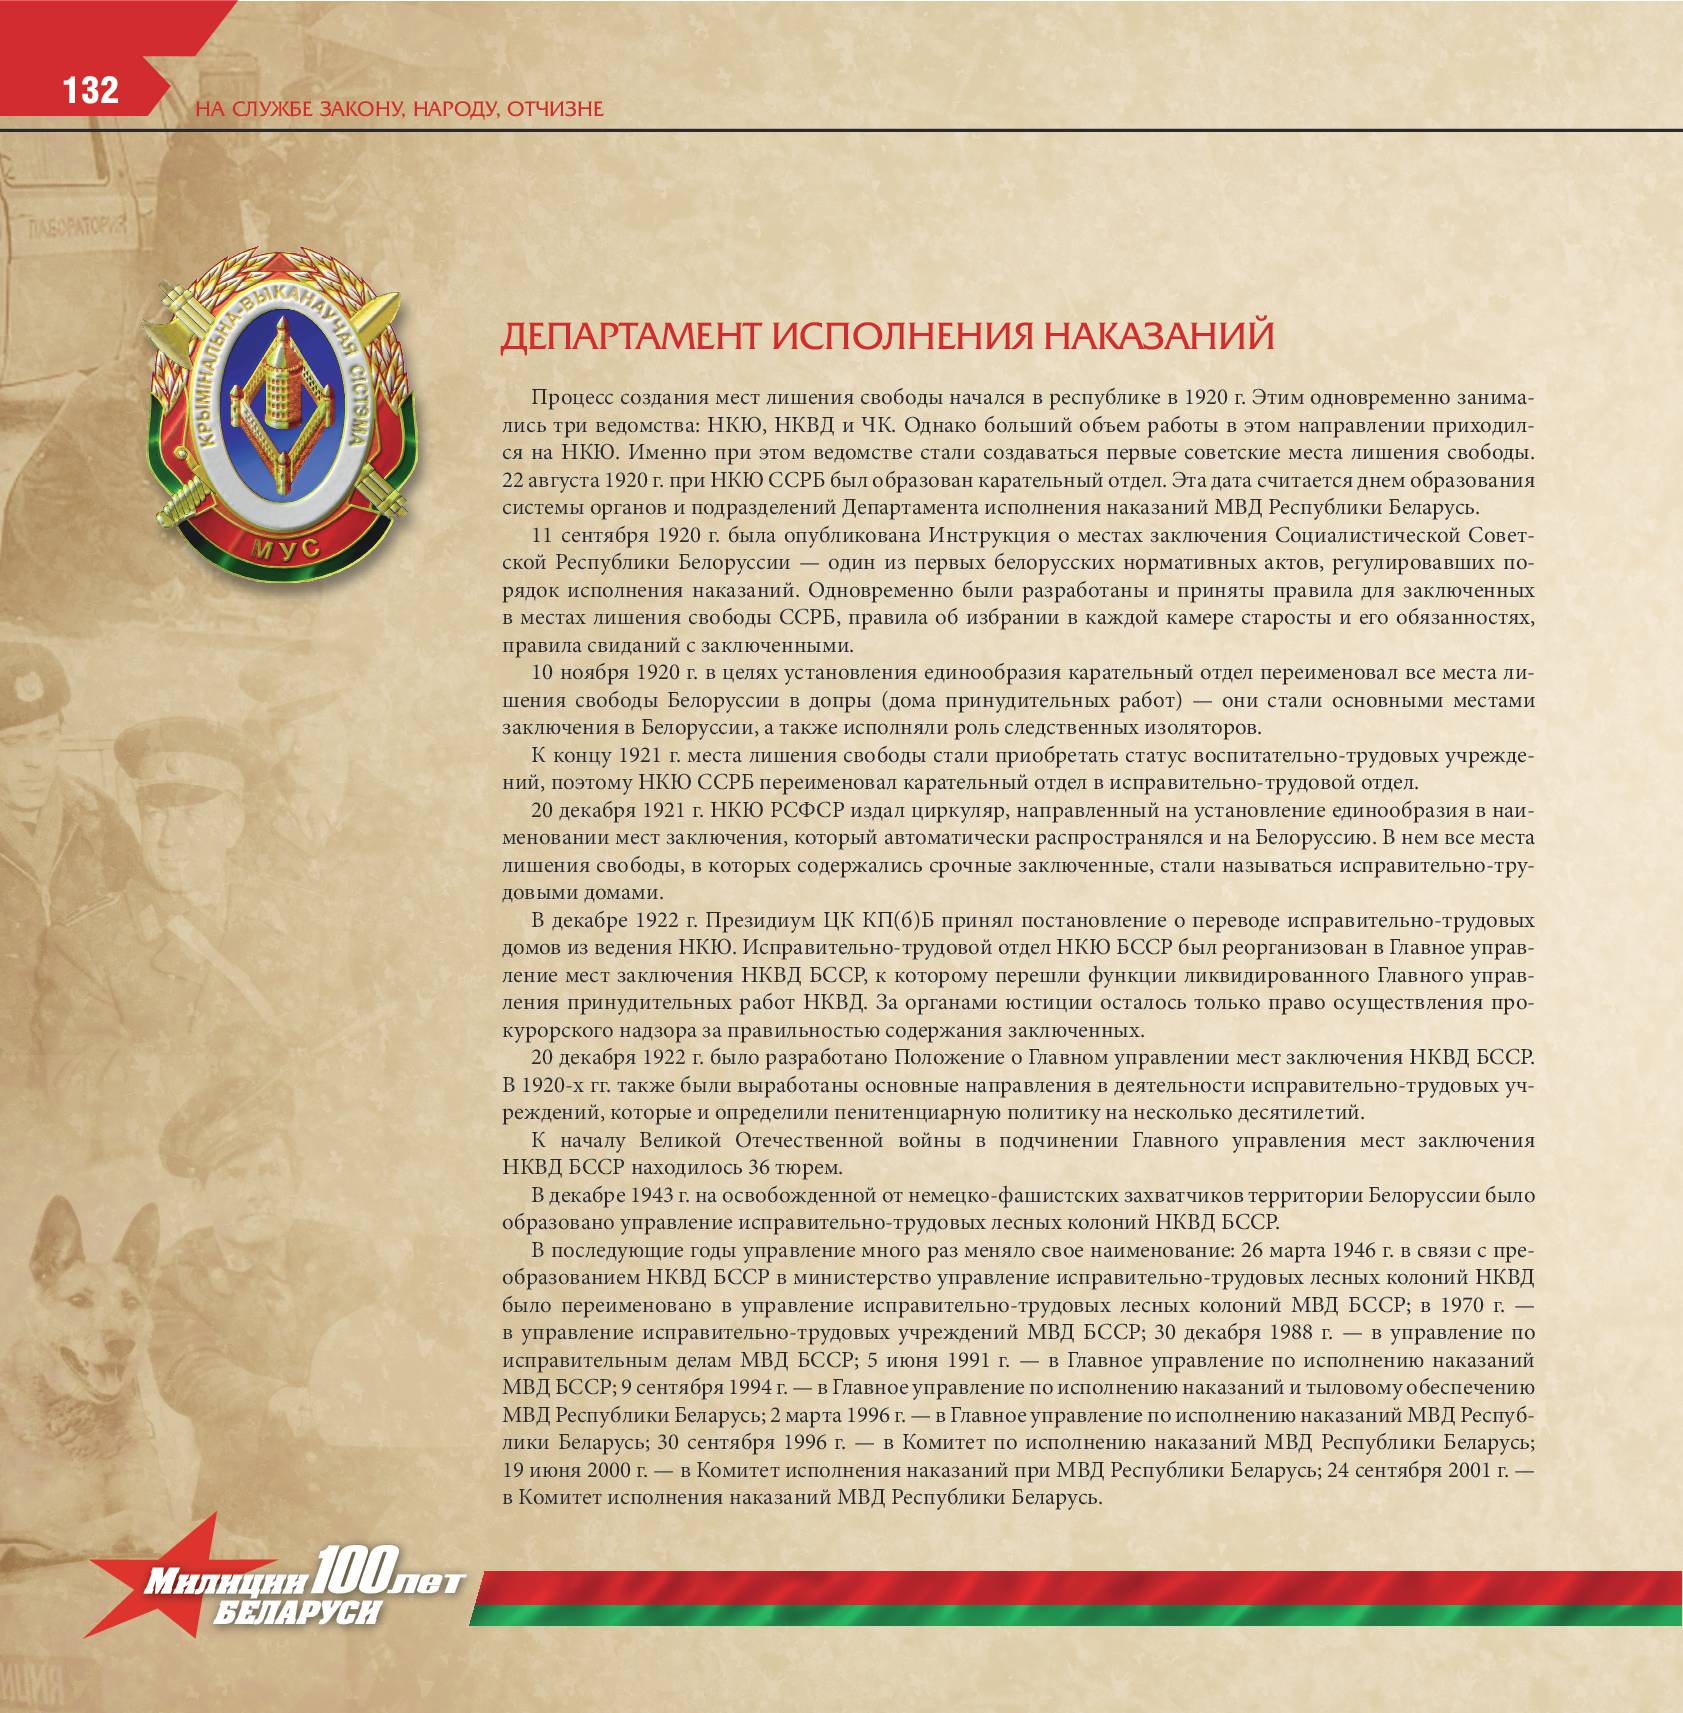 132
НА СЛУЖБЕ ЗАКОНУ, НАРОДУ, ОТЧИЗНЕ
ЛАБОРАТОРИЯ
КРЫМІНАЛЬНА-ВЫКАНАУЧАЯ СІСТЭМА
МУС
ДЕПАРТАМЕНТ ИСПОЛНЕНИЯ НАКАЗАНИЙ
Процесс создания мест лишения свободы начался в республике в 1920 г. Этим одновременно занима-
лись три ведомства: НКЮ, НКВД и ЧК. Однако больший объем работы в этом направлении приходил-
ся на НКЮ. Именно при этом ведомстве стали создаваться первые советские места лишения свободы.
22 августа 1920 г. при НКЮ ССРБ был образован карательный отдел. Эта дата считается днем образования
системы органов и подразделений Департамента исполнения наказаний МВД Республики Беларусь.
11 сентября 1920 г. была опубликована Инструкция о местах заключения Социалистической Совет-
ской Республики Белоруссии — один из первых белорусских нормативных актов, регулировавших по-
рядок исполнения наказаний. Одновременно были разработаны и приняты правила для заключенных
в местах лишения свободы ССРБ, правила об избрании в каждой камере старосты и его обязанностях,
правила свиданий с заключенными.
10 ноября 1920 г. в целях установления единообразия карательный отдел переименовал все места ли-
шения свободы Белоруссии в допры (дома принудительных работ) — они стали основными местами
заключения в Белоруссии, а также исполняли роль следственных изоляторов.
К концу 1921 г. места лишения свободы стали приобретать статус воспитательно-трудовых учрежде-
ний, поэтому НКЮ ССРБ переименовал карательный отдел в исправительно-трудовой отдел.
20 декабря 1921 г. НКЮ РСФСР издал циркуляр, направленный на установление единообразия в наи-
меновании мест заключения, который автоматически распространялся и на Белоруссию. В нем все места
лишения свободы, в которых содержались срочные заключенные, стали называться исправительно-тру-
довыми домами.
В декабре 1922 г. Президиум ЦК КП(б)Б принял постановление о переводе исправительно-трудовых
домов из ведения НКЮ. Исправительно-трудовой отдел НКЮ БССР был реорганизован в Главное управ-
ление мест заключения НКВД БССР, к которому перешли функции ликвидированного Главного управ-
ления принудительных работ НКВД. За органами юстиции осталось только право осуществления про-
курорского надзора за правильностью содержания заключенных.
20 декабря 1922 г. было разработано Положение о Главном управлении мест заключения НКВД БССР.
В 1920-х гг. также были выработаны основные направления в деятельности исправительно-трудовых уч-
реждений, которые и определили пенитенциарную политику на несколько десятилетий.
К началу Великой Отечественной войны в подчинении Главного управления мест заключения
НКВД БССР находилось 36 тюрем.
В декабре 1943 г. на освобожденной от немецко-фашистских захватчиков территории Белоруссии было
образовано управление исправительно-трудовых лесных колоний НКВД БССР.
В последующие годы управление много раз меняло свое наименование: 26 марта 1946 г. в связи с пре-
образованием НКВД БССР в министерство управление исправительно-трудовых лесных колоний НКВД
было переименовано в управление исправительно-трудовых лесных колоний МВД БССР; в 1970 г. —
в управление исправительно-трудовых учреждений МВД БССР; 30 декабря 1988 г. — в управление по
исправительным делам МВД БССР; 5 июня 1991 г. — в Главное управление по исполнению наказаний
МВД БССР; 9 сентября 1994 г. — в Главное управление по исполнению наказаний и тыловому обеспечению
МВД Республики Беларусь; 2 марта 1996 г. — в Главное управление по исполнению наказаний МВД Респуб-
лики Беларусь; 30 сентября 1996 г. — в Комитет по исполнению наказаний МВД Республики Беларусь;
19 июня 2000 г. — в Комитет исполнения наказаний при МВД Республики Беларусь; 24 сентября 2001 г. —
в Комитет исполнения наказаний МВД Республики Беларусь.
Милиции 100 лет
БЕЛАРУСИ